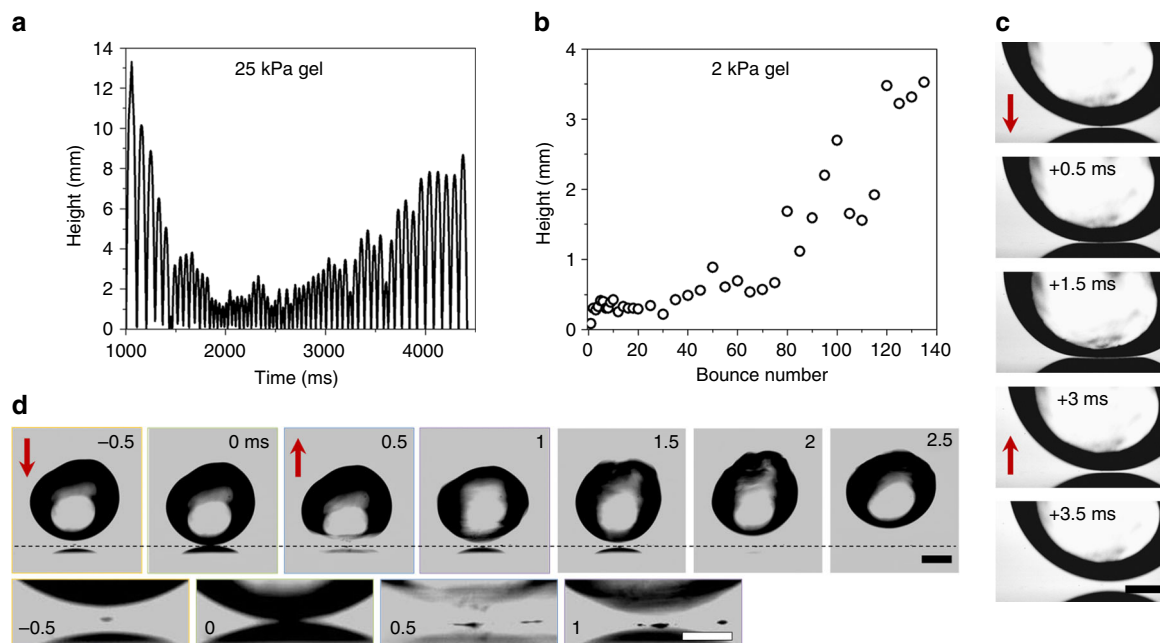 a
25 kPa gel
14
12
10
8
6
4
2
0
Height (mm)
1000 2000 3000 4000
Time (ms)
b
2 kPa gel
4
3
2
1
0
Height (mm)
0 20 40 60 80 100 120 140
Bounce number
c
+0.5 ms
+1.5 ms
+3 ms
+3.5 ms
d
–0.5 0 ms 0.5 1 1.5 2 2.5
–0.5 0 0.5 1